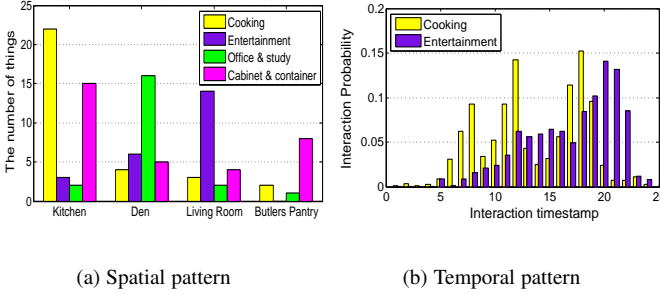 25
20
15
10
5
0
The number of things
Cooking
Entertainment
Office & study
Cabinet & container
Kitchen
Den
Living Room
Butlers Pantry
(a) Spatial pattern
0.2
0.15
0.1
0.05
0
Interaction Probability
Cooking
Entertainment
0 5 10 15 20 25
Interaction timestamp
(b) Temporal pattern